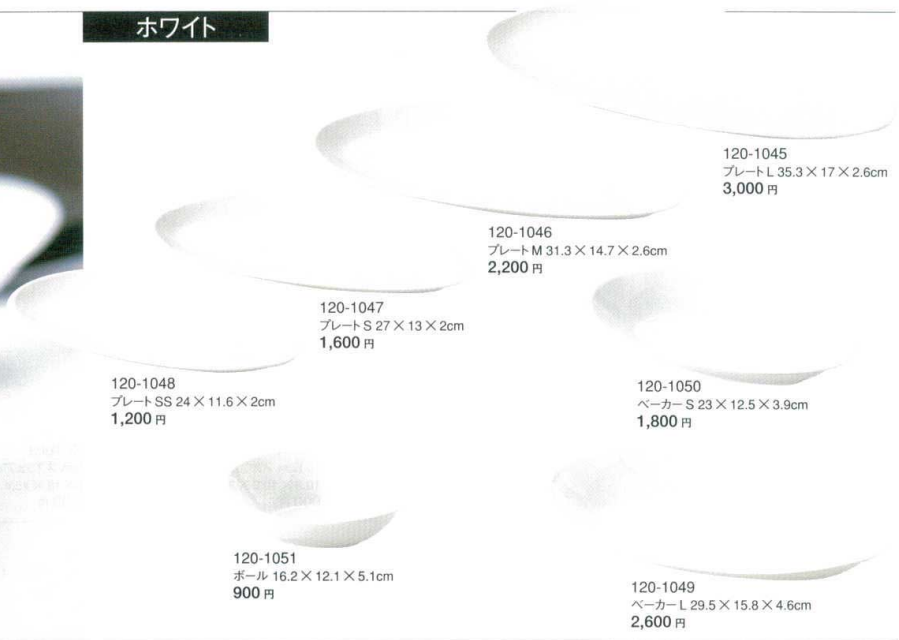 ホワイト
120-1045
プレートL 35.3×17×2.6cm
3,000円
120-1046
プレートM 31.3×14.7×2.6cm
2,200円
120-1047
プレートS 27×13×2cm
1,600円
120-1048
プレートSS 24×11.6×2cm
1,200円
120-1050
ベーカーS 23×12.5×3.9cm
1,800円
120-1051
ボール 16.2×12.1×5.1cm
900円
120-1049
ベーカーL 29.5×15.8×4.6cm
2,600円